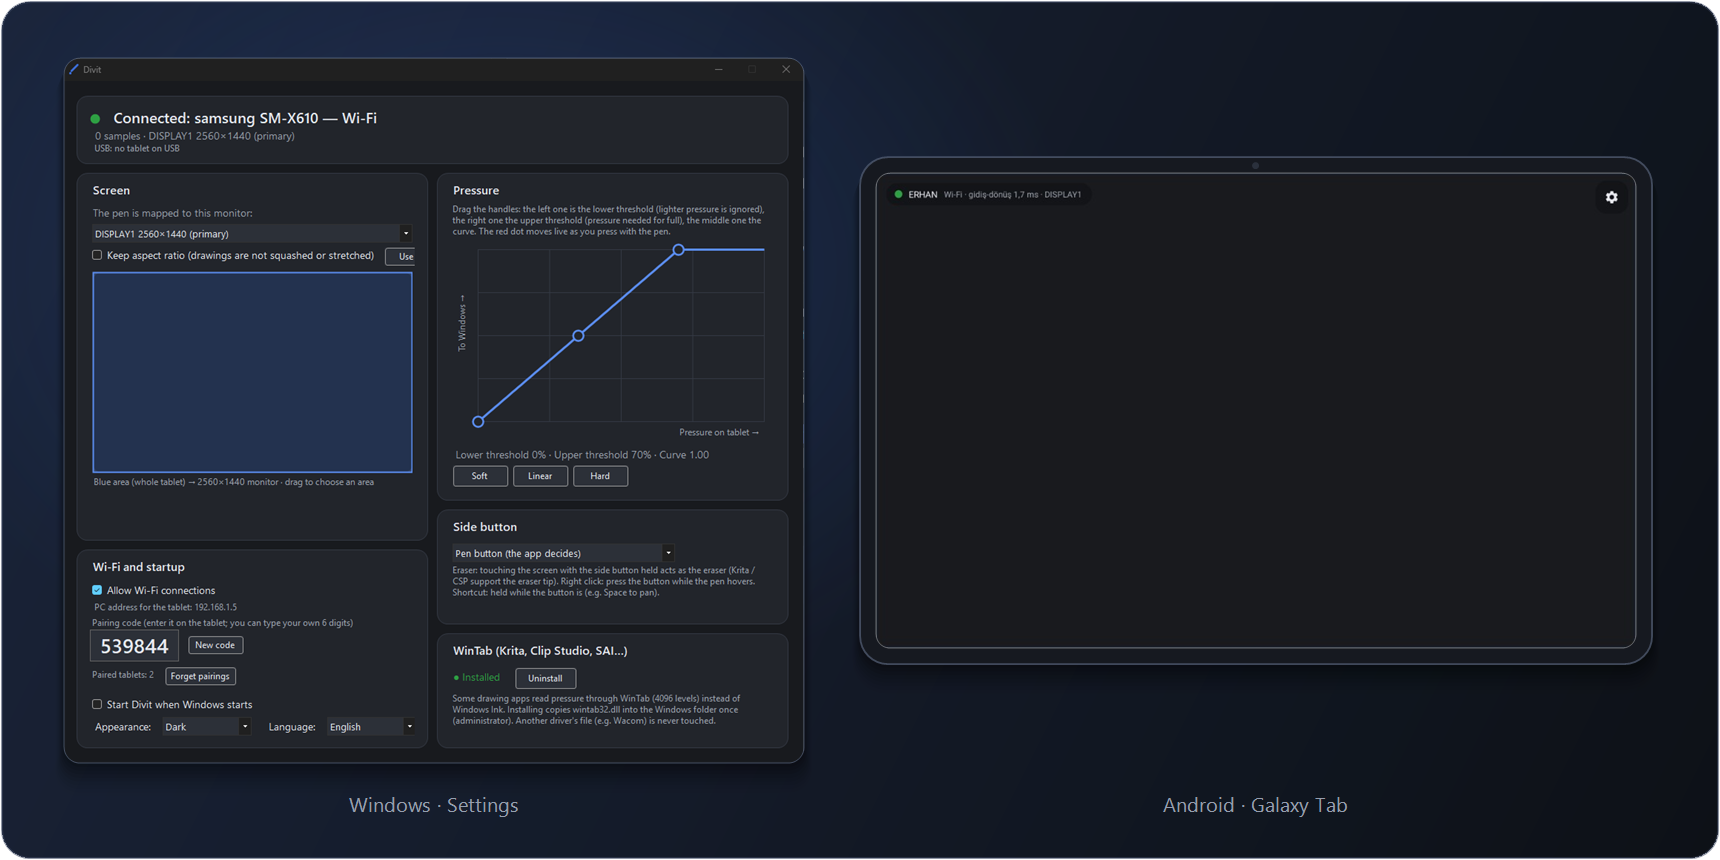 Divit
Connected: samsung SM-X610 — Wi-Fi
0 samples · DISPLAY1 2560×1440 (primary)
USB: no tablet on USB
Screen
The pen is mapped to this monitor:
DISPLAY1 2560×1440 (primary)
Keep aspect ratio (drawings are not squashed or stretched)
Use
Blue area (whole tablet) → 2560×1440 monitor · drag to choose an area
Wi-Fi and startup
Allow Wi-Fi connections
PC address for the tablet: 192.168.1.5
Pairing code (enter it on the tablet; you can type your own 6 digits)
539844
New code
Paired tablets: 2
Forget pairings
Start Divit when Windows starts
Appearance:
Dark
Language:
English
Pressure
Drag the handles: the left one is the lower threshold (lighter pressure is ignored),
the right one the upper threshold (pressure needed for full), the middle one the
curve. The red dot moves live as you press with the pen.
To Windows →
Pressure on tablet →
Lower threshold 0% · Upper threshold 70% · Curve 1.00
Soft
Linear
Hard
Side button
Pen button (the app decides)
Eraser: touching the screen with the side button held acts as the eraser (Krita /
CSP support the eraser tip). Right click: press the button while the pen hovers.
Shortcut: held while the button is (e.g. Space to pan).
WinTab (Krita, Clip Studio, SAI...)
● Installed
Uninstall
Some drawing apps read pressure through WinTab (4096 levels) instead of
Windows Ink. Installing copies wintab32.dll into the Windows folder once
(administrator). Another driver's file (e.g. Wacom) is never touched.
ERHAN Wi-Fi · gidiş-dönüş 1,7 ms · DISPLAY1
Windows · Settings
Android · Galaxy Tab